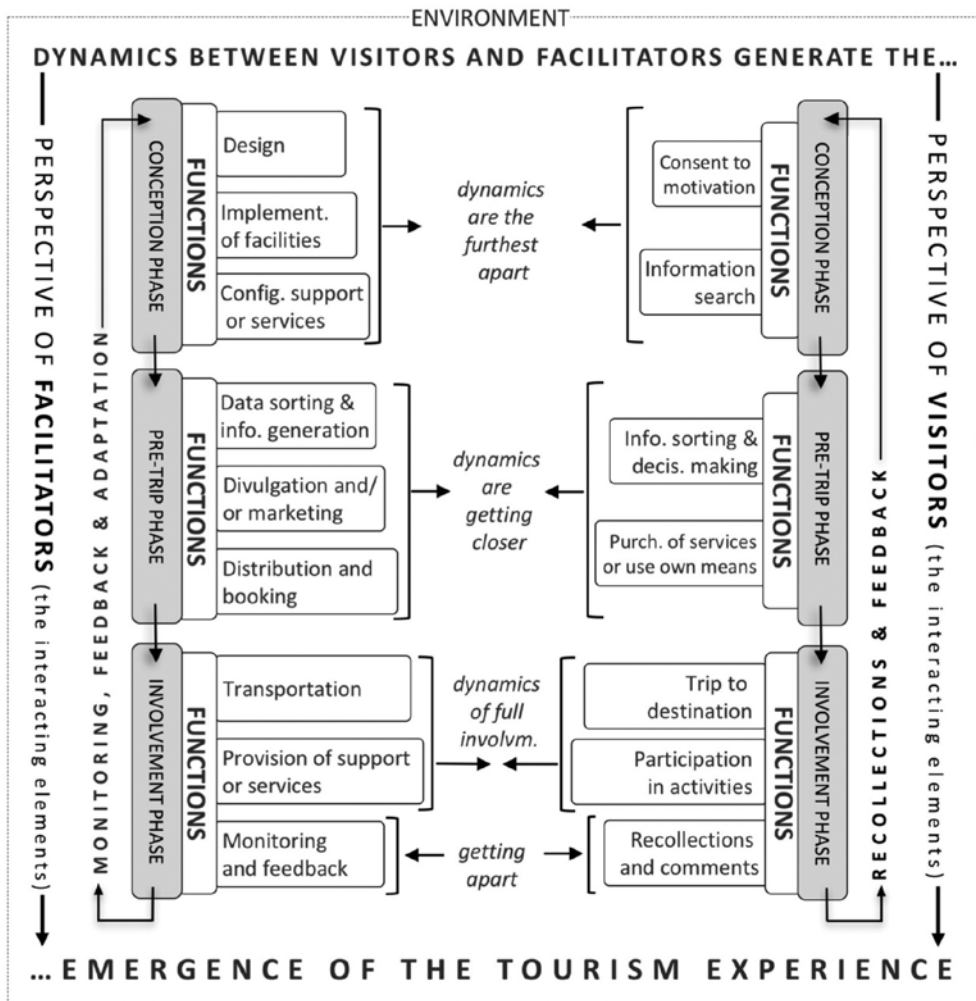 ENVIRONMENT
DYNAMICS BETWEEN VISITORS AND FACILITATORS GENERATE THE...
PERSPECTIVE OF FACILITATORS (the interacting elements)
MONITORING, FEEDBACK & ADAPTATION
CONCEPTION PHASE
FUNCTIONS
Design
Implement.
of facilities
Config. support
or services
dynamics
are the
furthest
apart
Consent to
motivation
Information
search
FUNCTIONS
CONCEPTION PHASE
PRE-TRIP PHASE
FUNCTIONS
Data sorting &
info. generation
Divulgation and/
or marketing
Distribution and
booking
dynamics
are
getting
closer
Info. sorting &
decis. making
Purch. of services
or use own means
FUNCTIONS
PRE-TRIP PHASE
INVOLVEMENT PHASE
FUNCTIONS
Transportation
Provision of support
or services
Monitoring
and feedback
dynamics
of full
involvm.
getting
apart
Trip to
destination
Participation
in activities
Recollections
and comments
FUNCTIONS
INVOLVEMENT PHASE
RECOLLECTIONS & FEEDBACK
PERSPECTIVE OF VISITORS (the interacting elements)
... EMERGENCE OF THE TOURISM EXPERIENCE